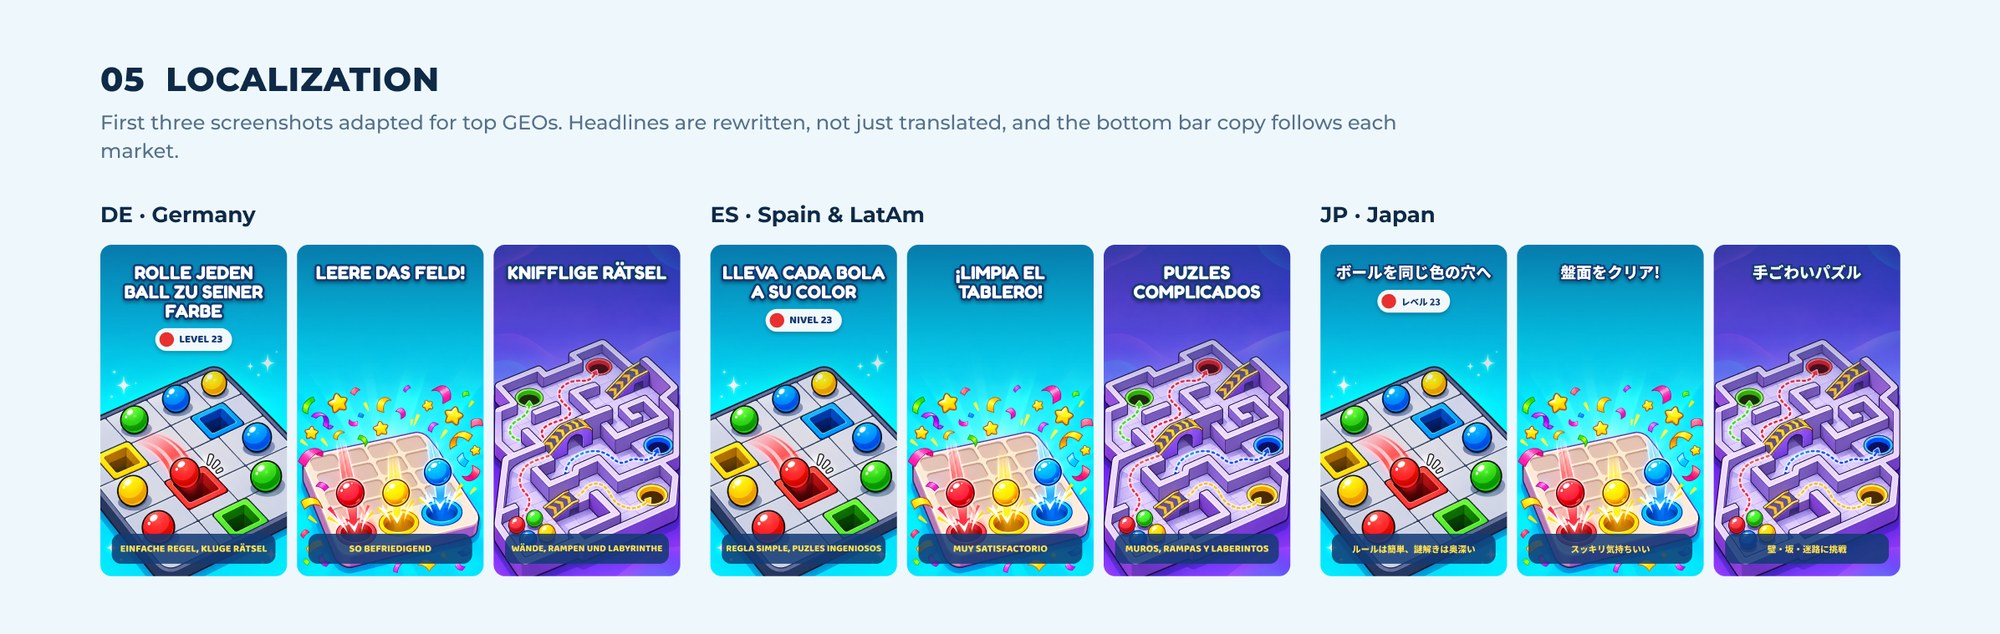 05 LOCALIZATION
First three screenshots adapted for top GEOs. Headlines are rewritten, not just translated, and the bottom bar copy follows each
market.
DE · Germany
ROLLE JEDEN
BALL ZU SEINER
FARBE
LEVEL 23
EINFACHE REGEL, KLUGE RÄTSEL
LEERE DAS FELD!
SO BEFRIEDIGEND
KNIFFLIGE RÄTSEL
WÄNDE, RAMPEN UND LABYRINTHE
ES · Spain & LatAm
LLEVA CADA BOLA
A SU COLOR
NIVEL 23
REGLA SIMPLE, PUZLES INGENIOSOS
¡LIMPIA EL
TABLERO!
MUY SATISFACTORIO
PUZLES
COMPLICADOS
MUROS, RAMPAS Y LABERINTOS
JP · Japan
ボールを同じ色の穴へ
レベル 23
ルールは簡単、謎解きは奥深い
盤面をクリア!
スッキリ気持ちいい
手ごわいパズル
壁・坂・迷路に挑戦